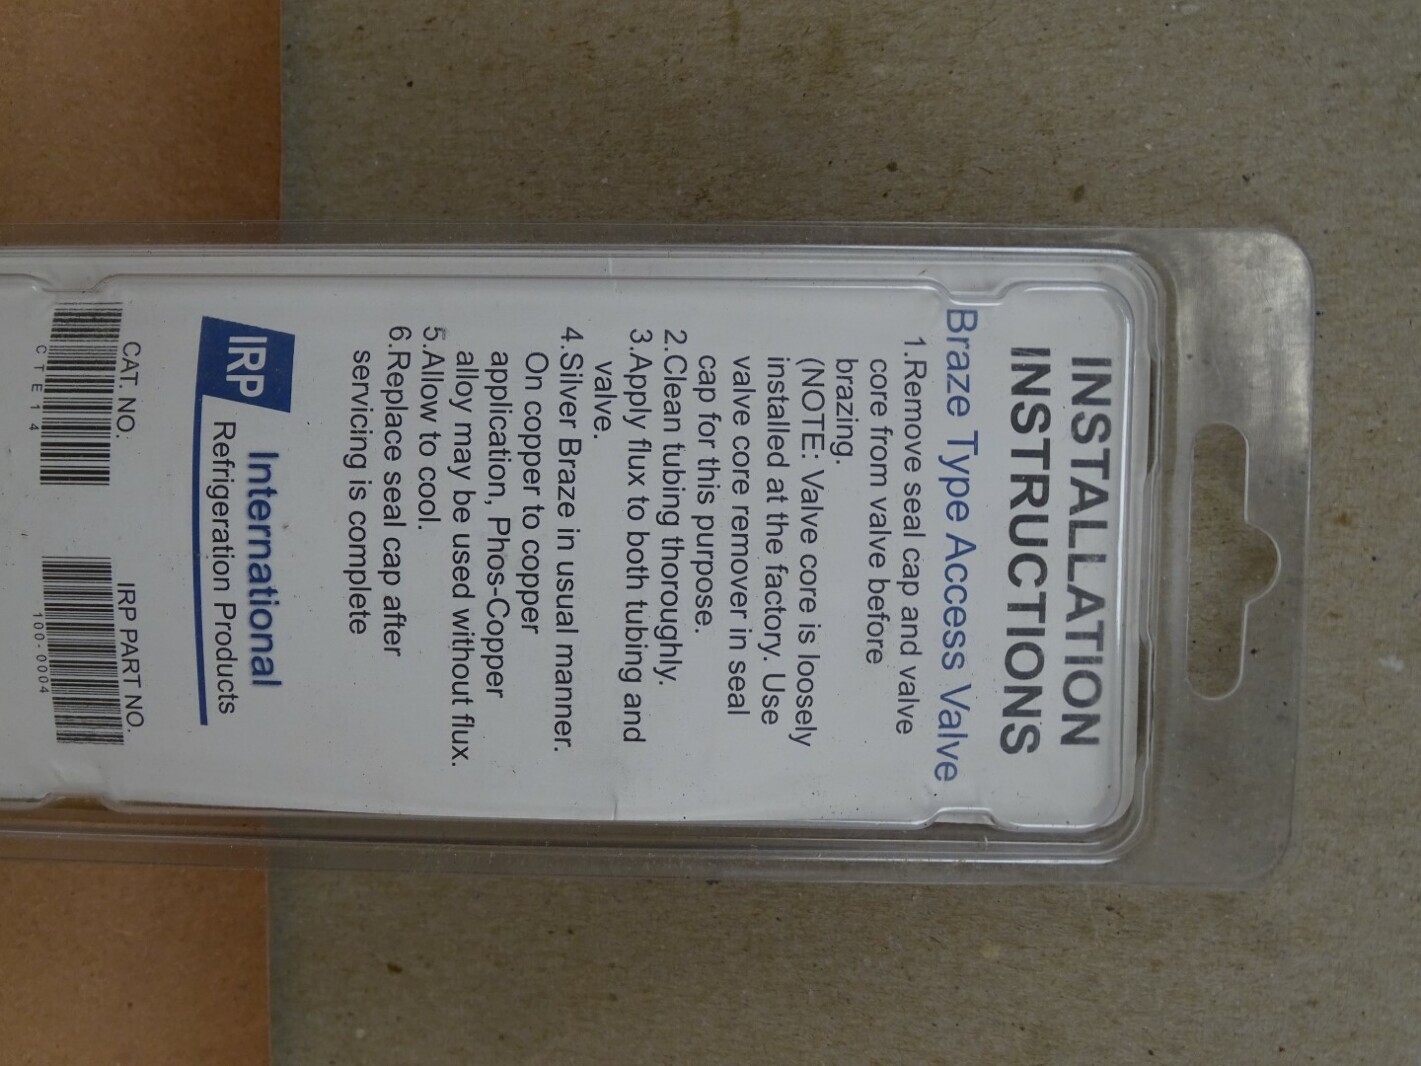 INSTALLATION
INSTRUCTIONS
Braze Type Access Valve
1.Remove seal cap and valve
core from valve before
brazing.
(NOTE: Valve core is loosely
installed at the factory. Use
valve core remover in seal
cap for this purpose.
2.Clean tubing thoroughly.
3.Apply flux to both tubing and
valve.
4.Silver Braze in usual manner.
On copper to copper
application, Phos-Copper
alloy may be used without flux.
5.Allow to cool.
6.Replace seal cap after
servicing is complete
IRP International
Refrigeration Products
CAT. NO.
CTE14
IRP PART NO.
100-0004